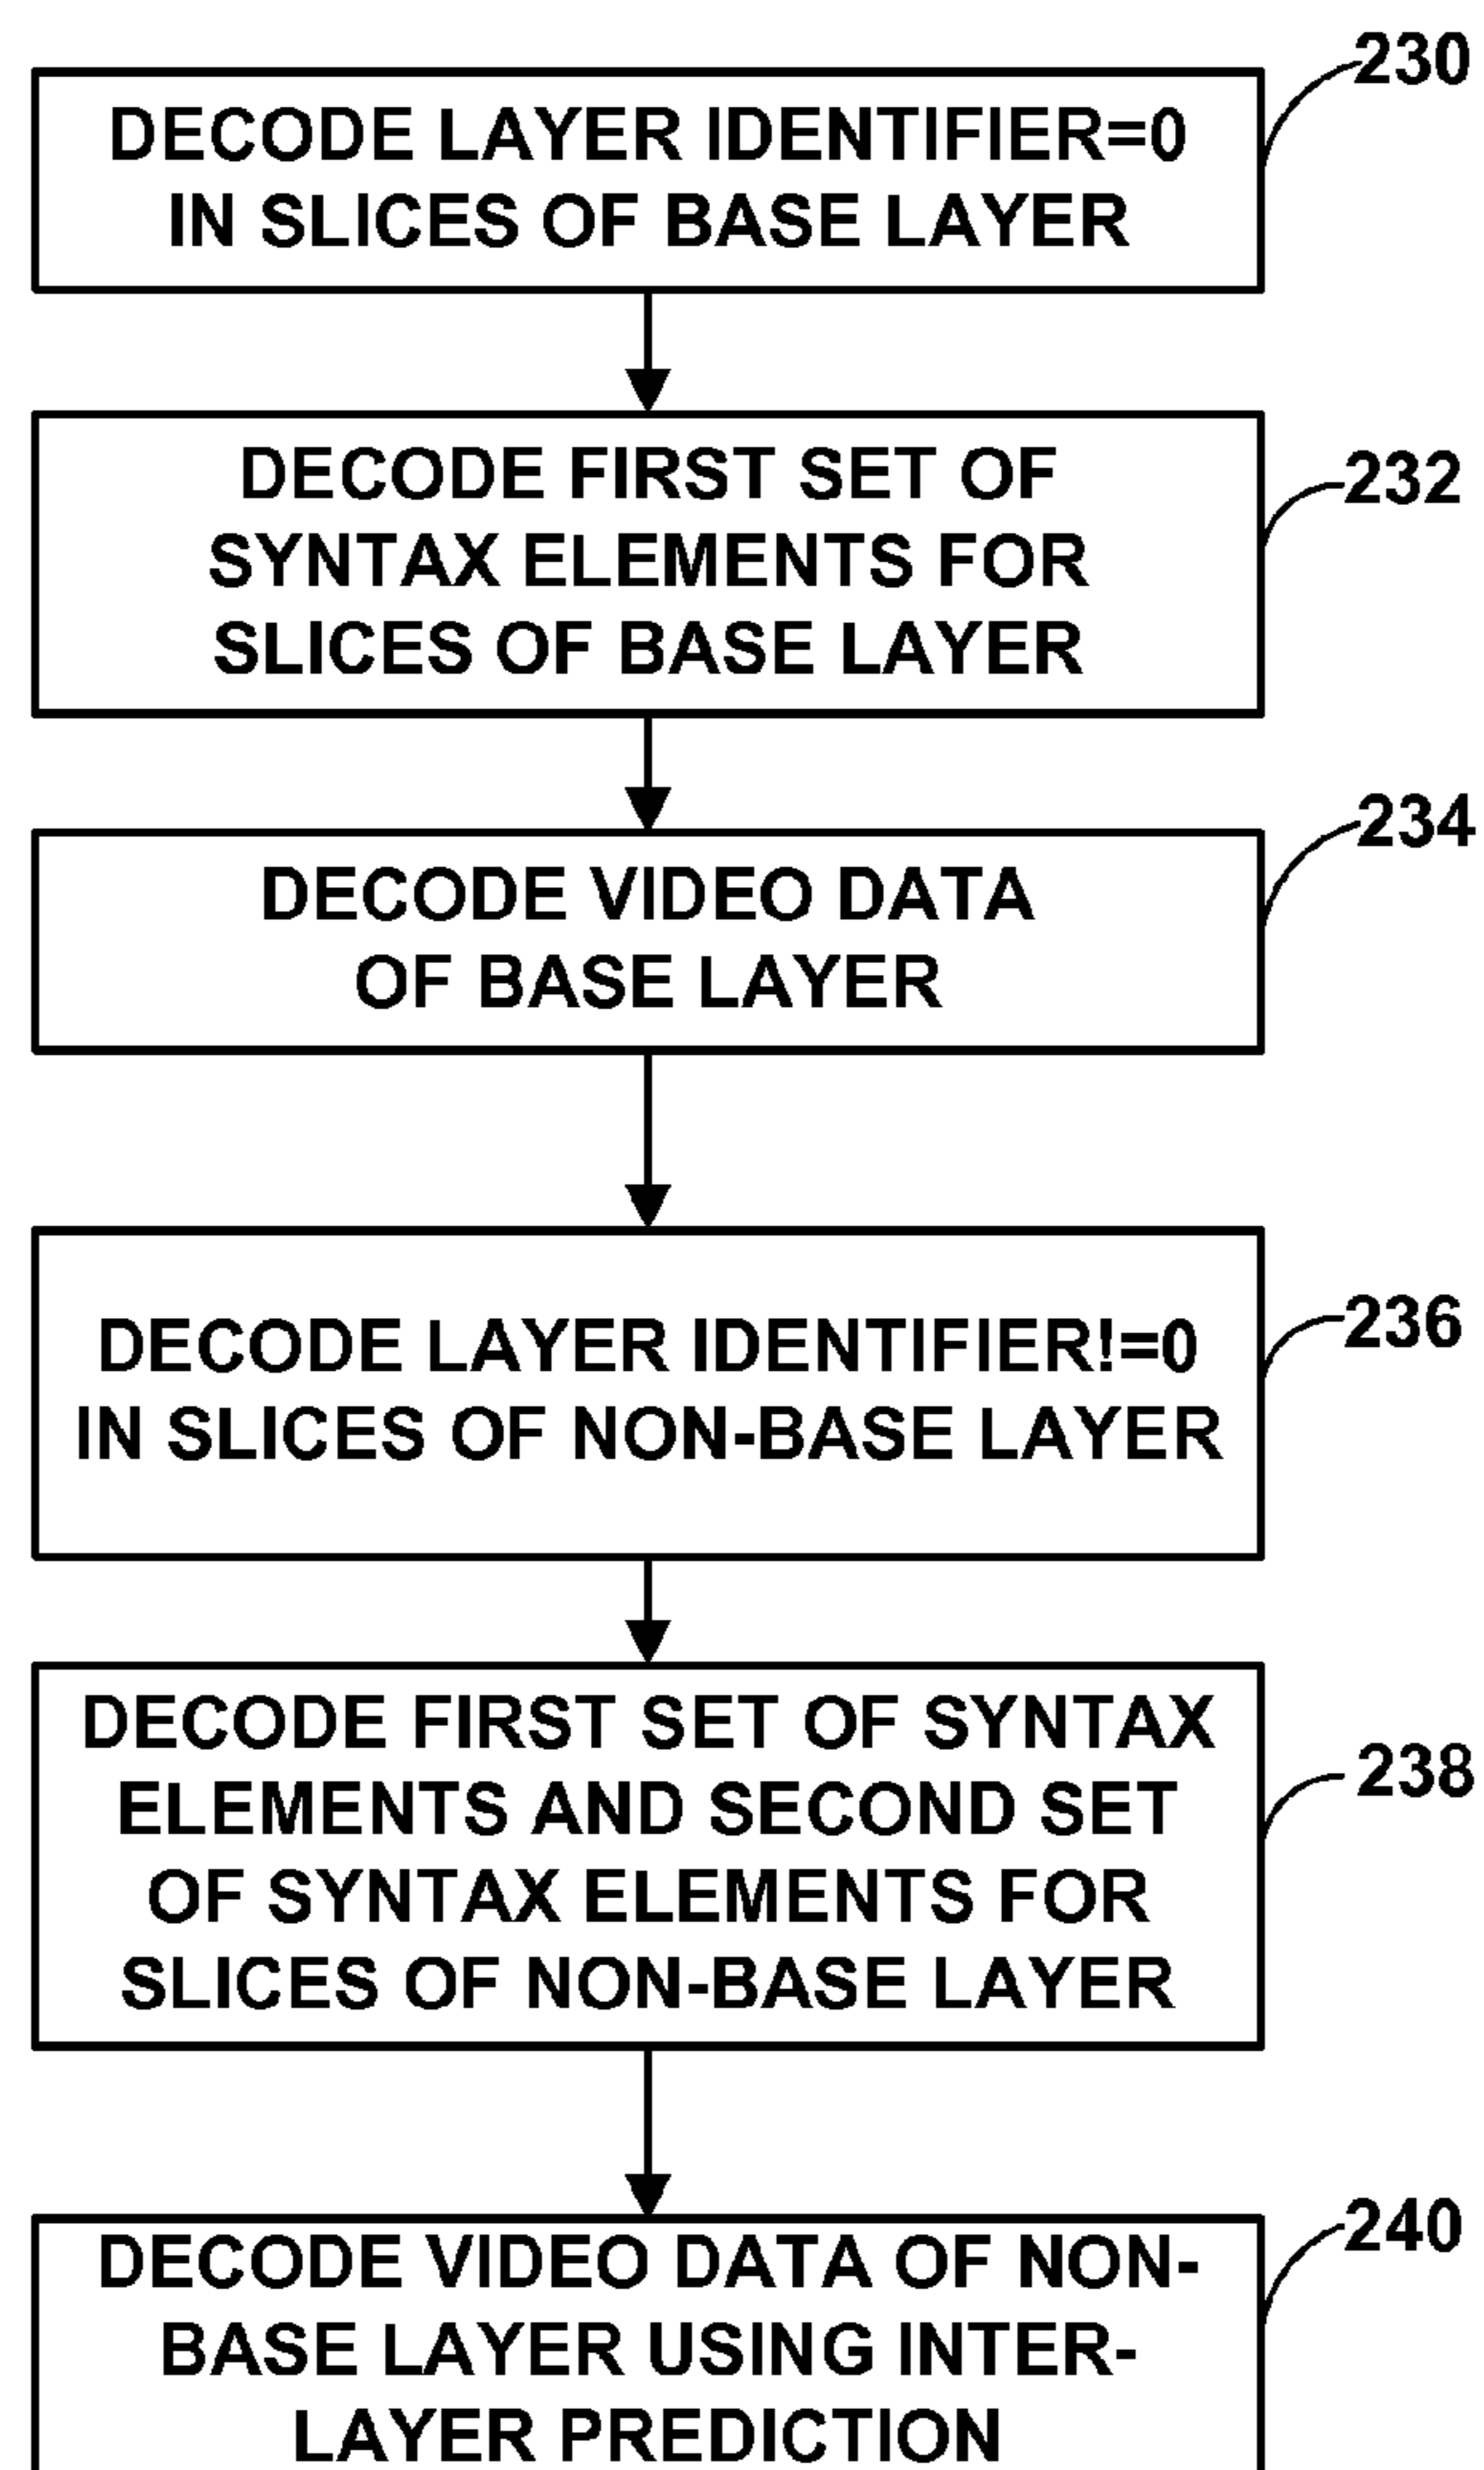 230
DECODE LAYER IDENTIFIER=0
IN SLICES OF BASE LAYER
232
DECODE FIRST SET OF
SYNTAX ELEMENTS FOR
SLICES OF BASE LAYER
234
DECODE VIDEO DATA
OF BASE LAYER
236
DECODE LAYER IDENTIFIER!=0
IN SLICES OF NON-BASE LAYER
238
DECODE FIRST SET OF SYNTAX
ELEMENTS AND SECOND SET
OF SYNTAX ELEMENTS FOR
SLICES OF NON-BASE LAYER
240
DECODE VIDEO DATA OF NON-
BASE LAYER USING INTER-
LAYER PREDICTION